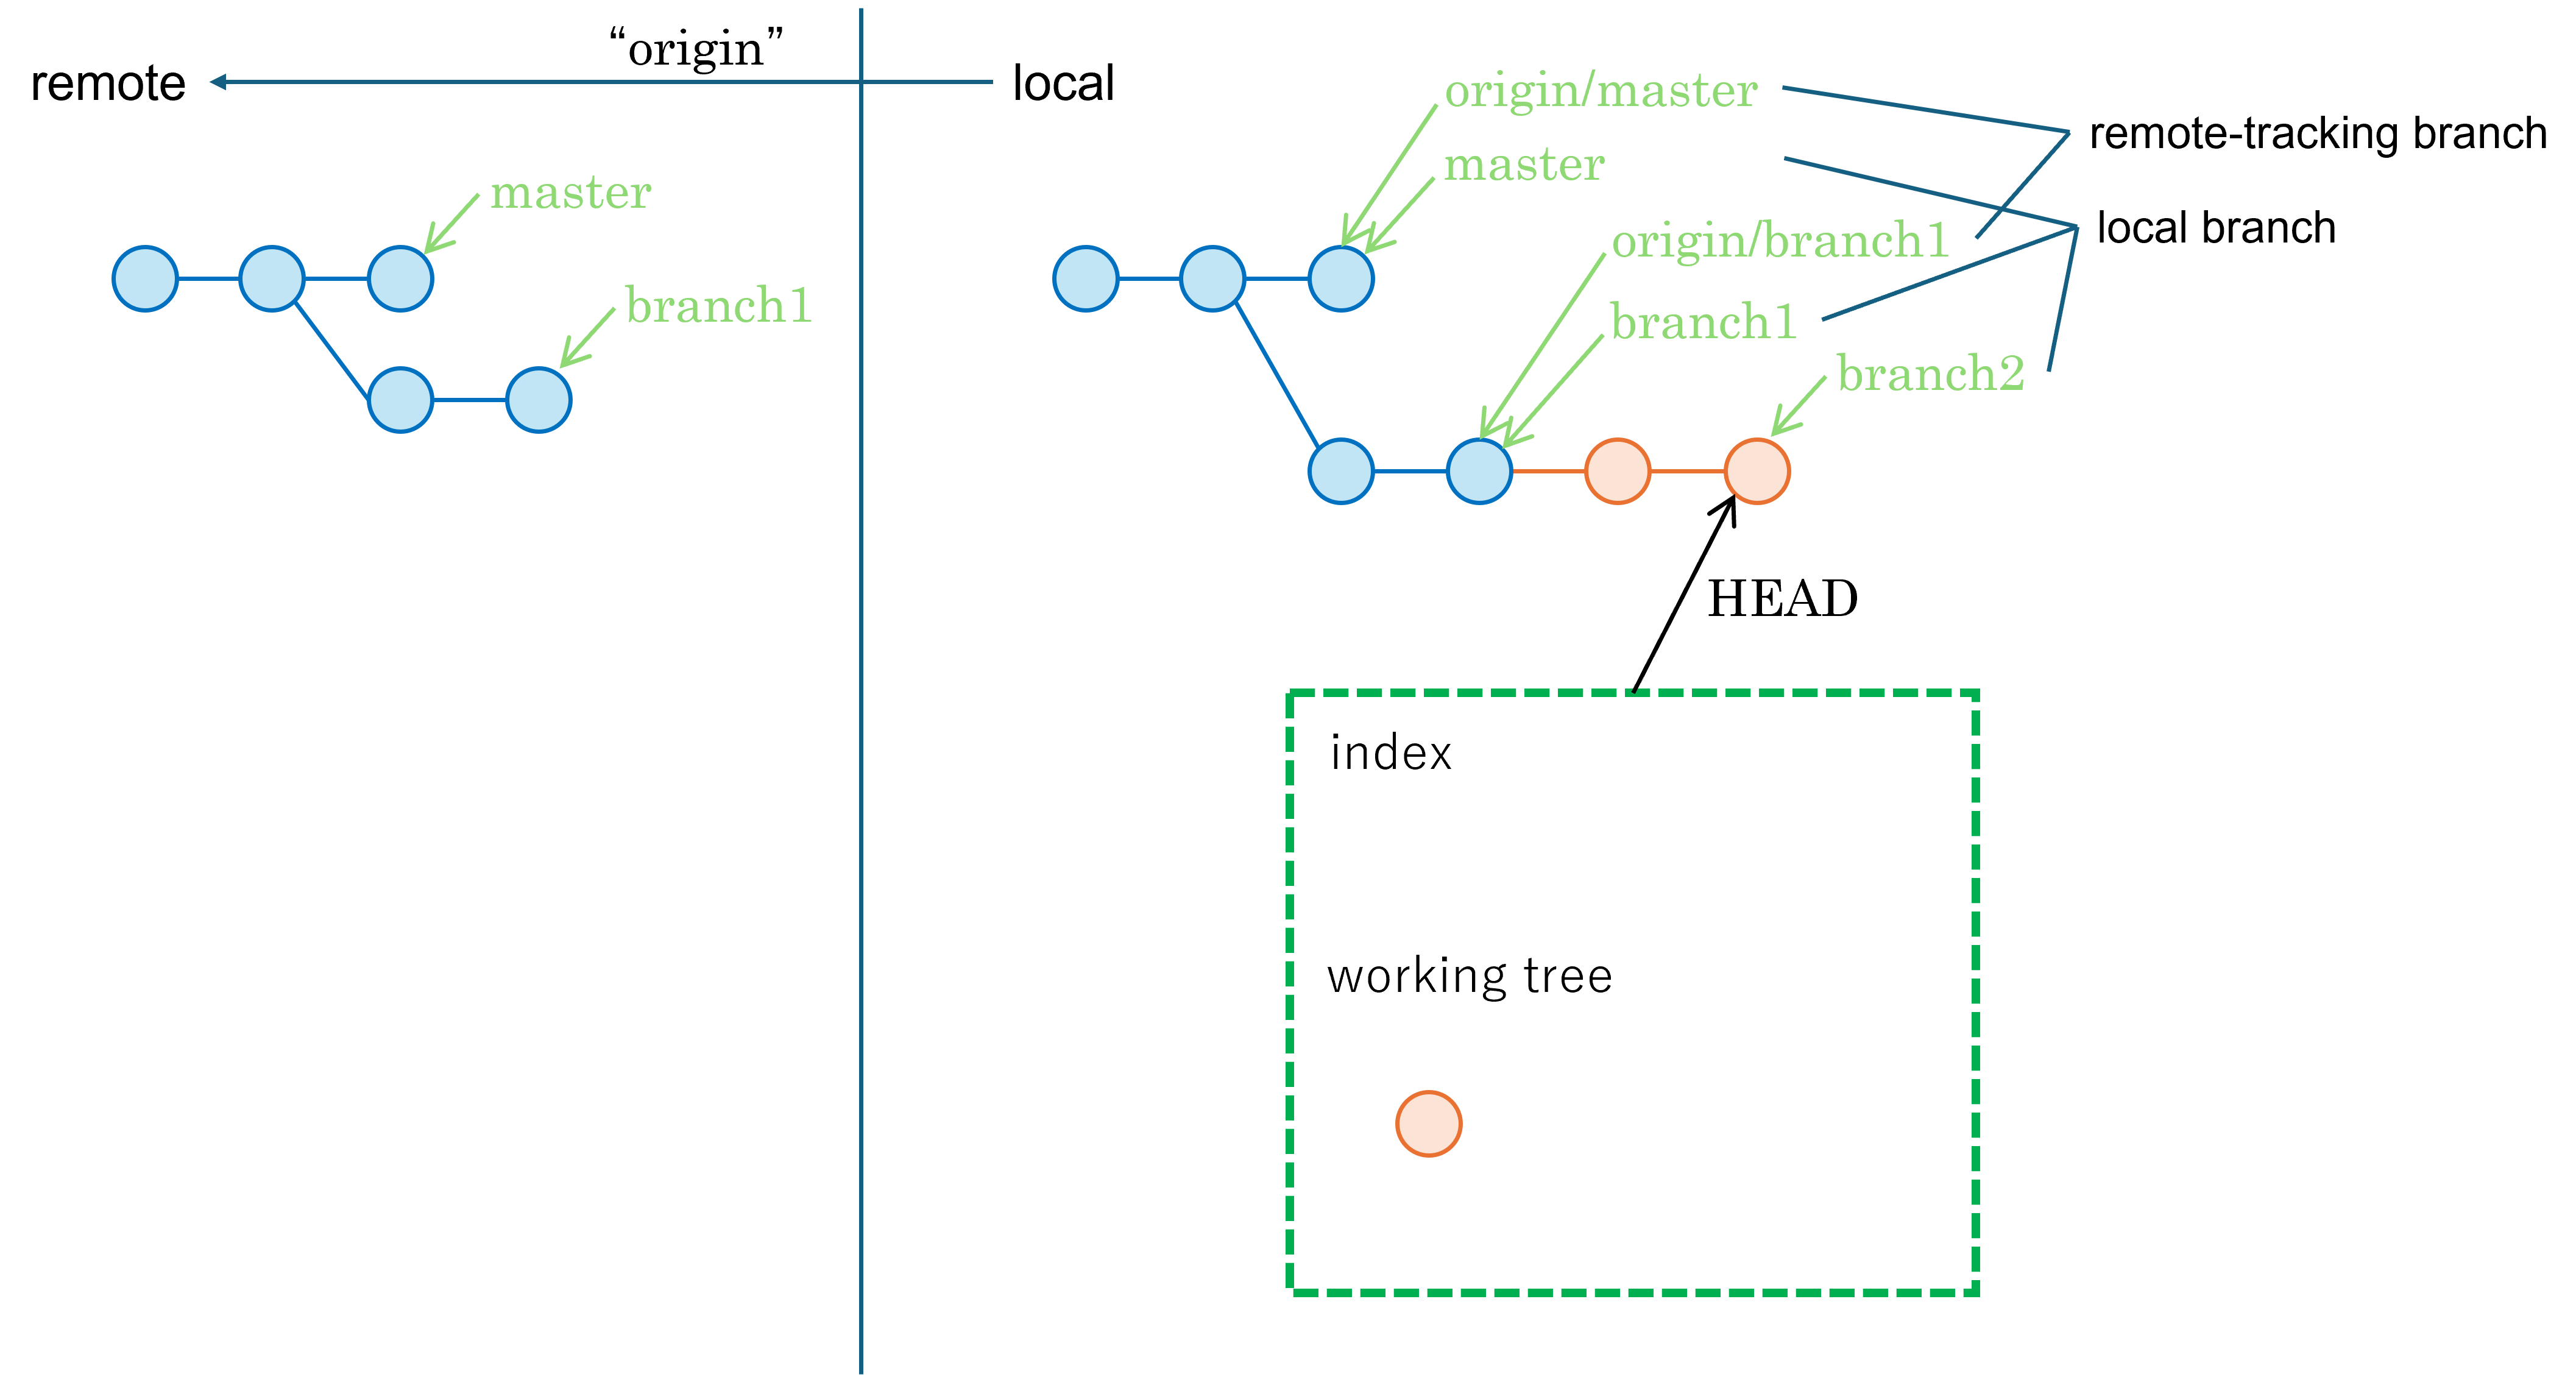 “origin”
remote
local
origin/master
remote-tracking branch
master
master
local branch
origin/branch1
branch1
branch1
branch2
HEAD
index
working tree